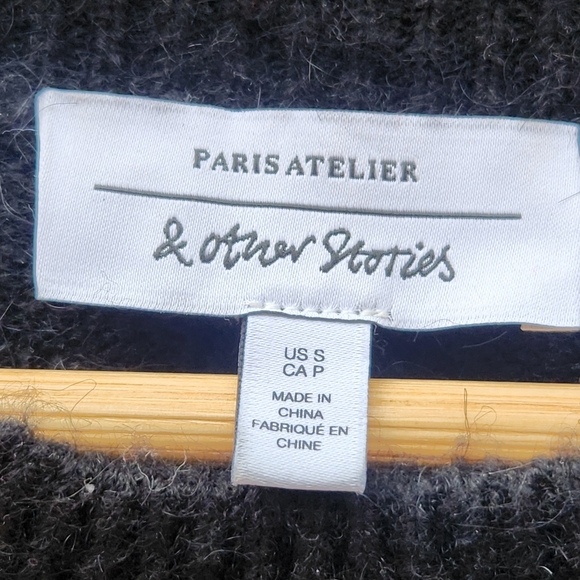 PARIS ATELIER
& other Stories
US S
CA P
MADE IN
CHINA
FABRIQUÉ EN
CHINE